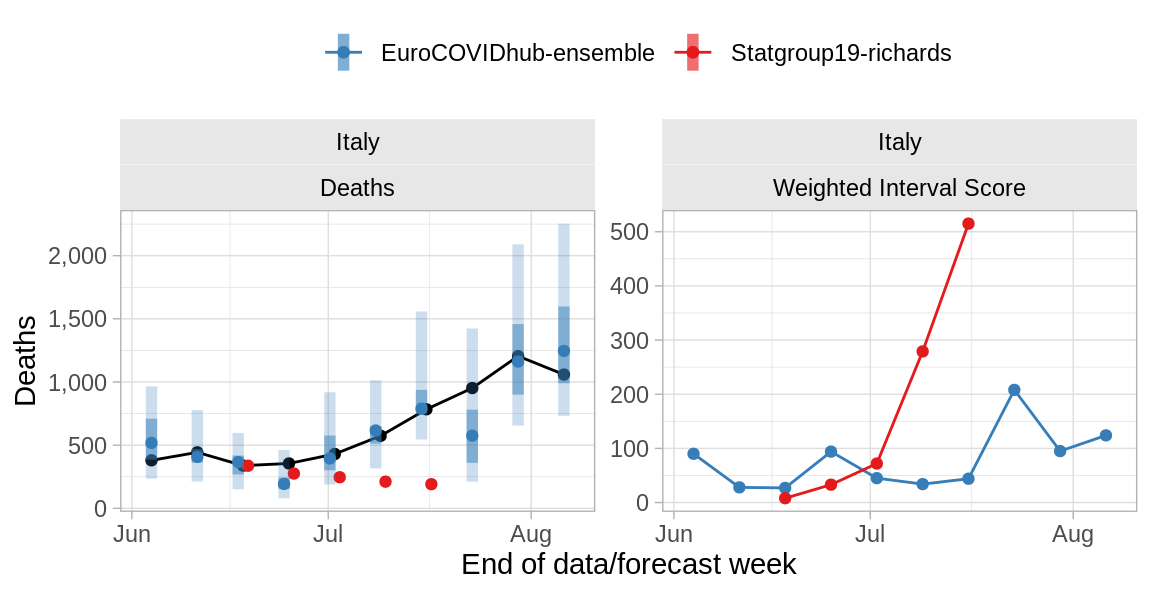 EuroCOVIDhub-ensemble Statgroup19-richards
Italy
Deaths
Deaths
2,000
1,500
1,000
500
0
Jun Jul Aug
Italy
Weighted Interval Score
500
400
300
200
100
0
Jun Jul Aug
End of data/forecast week